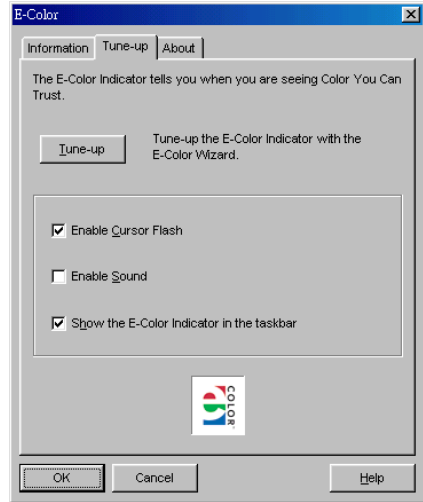 E-Color
Information Tune-up About
The E-Color Indicator tells you when you are seeing Color You Can
Trust.
Tune-up
Tune-up the E-Color Indicator with the
E-Color Wizard.
Enable Cursor Flash
Enable Sound
Show the E-Color Indicator in the taskbar
COLOR
OK Cancel Help